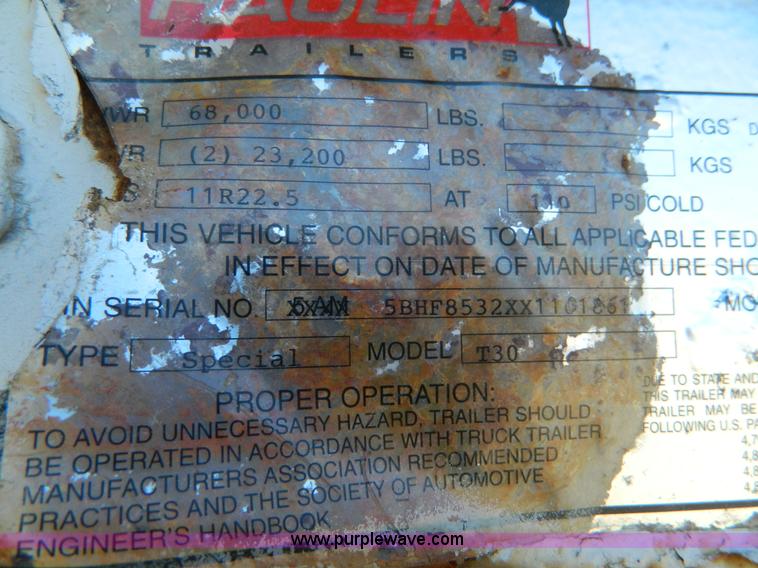 TRAILERS
68,000 LBS. KGS
(2) 23,200 LBS. KGS
11R22.5 AT 110 PSI COLD
THIS VEHICLE CONFORMS TO ALL APPLICABLE FED
IN EFFECT ON DATE OF MANUFACTURE SHO
IN SERIAL NO. 5BHF8532XX1101861 MO
TYPE Special MODEL T30
PROPER OPERATION:
TO AVOID UNNECESSARY HAZARD, TRAILER SHOULD
BE OPERATED IN ACCORDANCE WITH TRUCK TRAILER
MANUFACTURERS ASSOCIATION RECOMMENDED
PRACTICES AND THE SOCIETY OF AUTOMOTIVE
ENGINEER'S HANDBOOK
DUE TO STATE AND
THIS TRAILER MAY
TRAILER MAY BE
FOLLOWING U.S. PA
www.purplewave.com